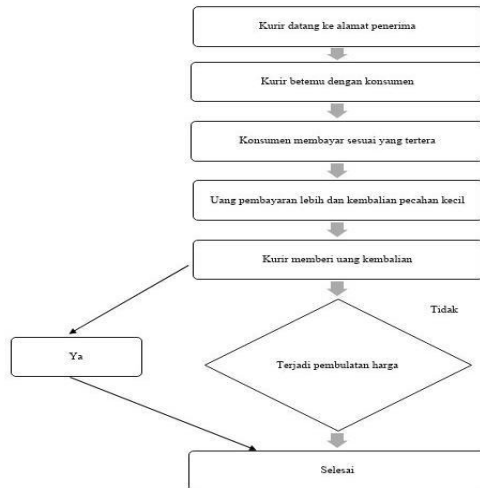 Kurir datang ke alamat penerima
Kurir betemu dengan konsumen
Konsumen membayar sesuai yang tertera
Uang pembayaran lebih dan kembalian pecahan kecil
Kurir memberi uang kembalian
Tidak
Ya
Terjadi pembulatan harga
Selesai